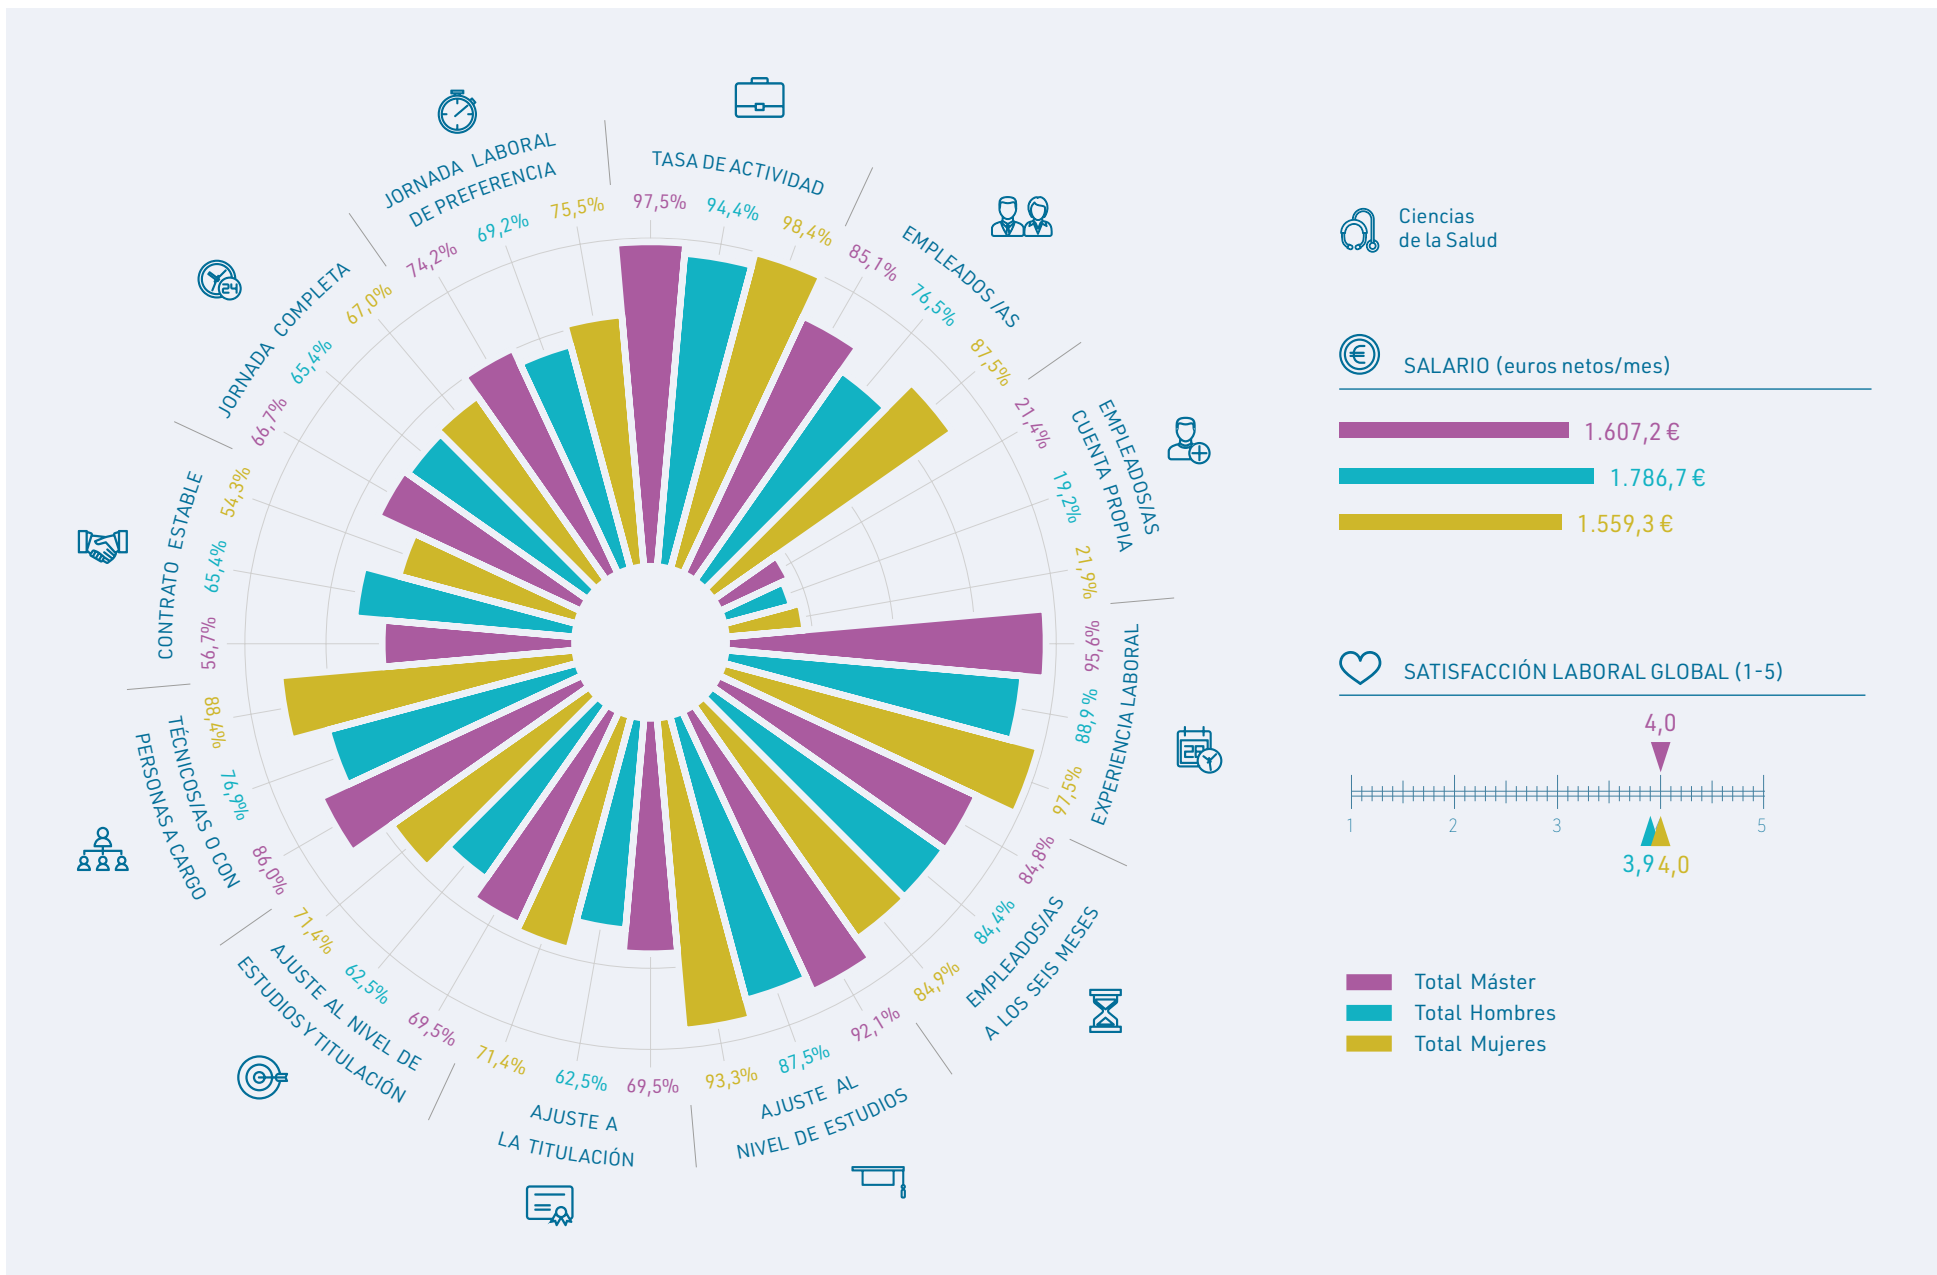 TASA DE ACTIVIDAD
97,5%
94,4%
98,4%
EMPLEADOS /AS
85,1%
76,5%
87,5%
EMPLEADOS/AS
CUENTA PROPIA
21,4%
19,2%
21,9%
EXPERIENCIA LABORAL
95,6%
88,9 %
97,5%
EMPLEADOS/AS
A LOS SEIS MESES
84,8%
84,4%
84,9%
AJUSTE AL
NIVEL DE ESTUDIOS
92,1%
87,5%
93,3%
AJUSTE A
LA TITULACIÓN
69,5%
62,5%
71,4%
AJUSTE AL NIVEL DE
ESTUDIOS Y TITULACIÓN
69,5%
62,5%
71,4%
TÉCNICOS/AS O CON
PERSONAS A CARGO
86,0%
76,9%
88,4%
CONTRATO ESTABLE
56,7%
65,4%
54,3%
JORNADA COMPLETA
66,7%
65,4%
67,0%
24
JORNADA LABORAL
DE PREFERENCIA
74,2%
69,2%
75,5%
Ciencias
de la Salud
€
SALARIO (euros netos/mes)
1.607,2 €
1.786,7 €
1.559,3 €
SATISFACCIÓN LABORAL GLOBAL (1-5)
4,0
1 2 3 5
3,9 4,0
Total Máster
Total Hombres
Total Mujeres